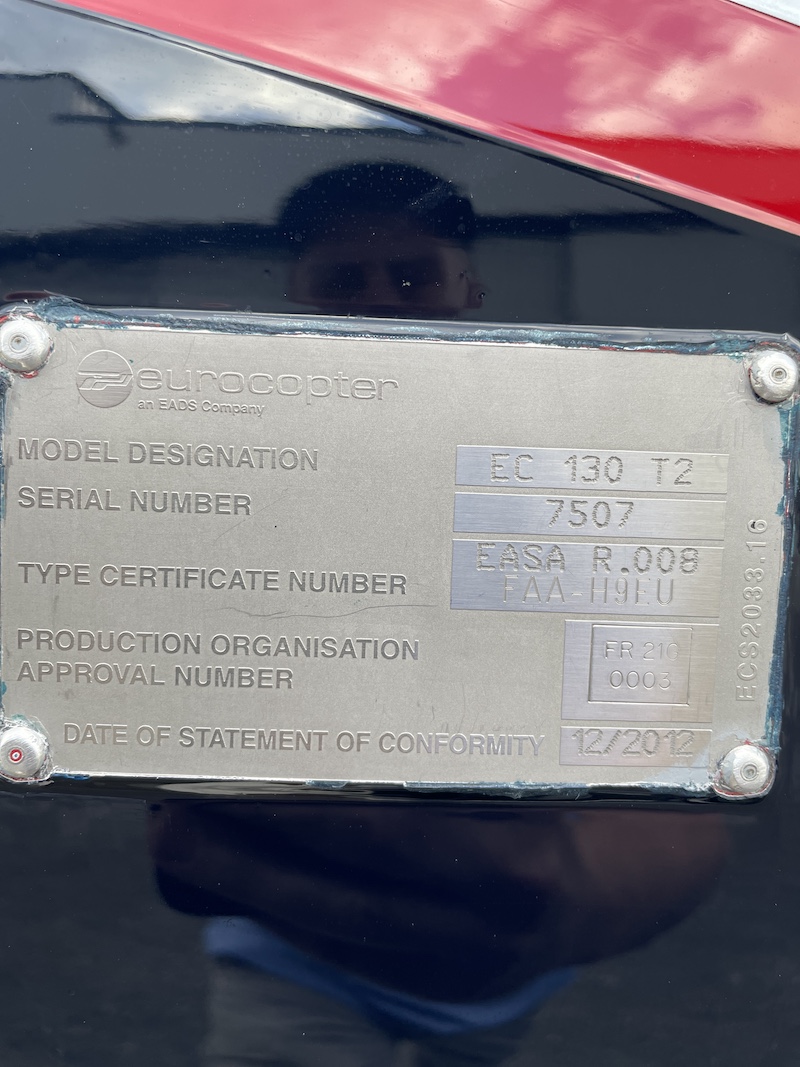 eurocopter
an EADS Company
MODEL DESIGNATION EC 130 T2
SERIAL NUMBER 7507
TYPE CERTIFICATE NUMBER EASA R.008
FAA-H9EU
PRODUCTION ORGANISATION
APPROVAL NUMBER
FR 210
0003
DATE OF STATEMENT OF CONFORMITY 12/2012
ECS2033.16